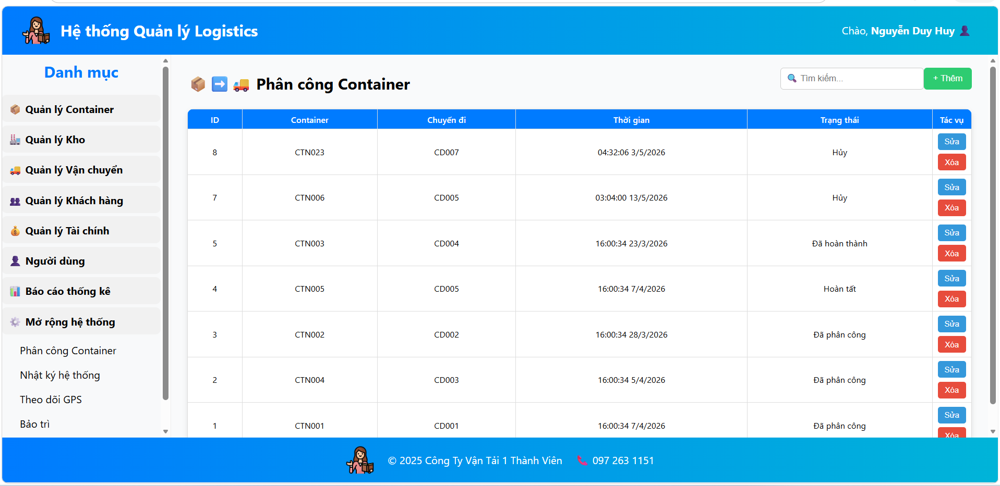 Hệ thống Quản lý Logistics
Chào, Nguyễn Duy Huy
Danh mục
Quản lý Container
Quản lý Kho
Quản lý Vận chuyển
Quản lý Khách hàng
Quản lý Tài chính
Người dùng
Báo cáo thống kê
Mở rộng hệ thống
Phân công Container
Nhật ký hệ thống
Theo dõi GPS
Bảo trì
Phân công Container
Tìm kiếm...
+ Thêm
ID Container Chuyến đi Thời gian Trạng thái Tác vụ
8 CTN023 CD007 04:32:06 3/5/2026 Hủy Sửa Xóa
7 CTN006 CD005 03:04:00 13/5/2026 Hủy Sửa Xóa
5 CTN003 CD004 16:00:34 23/3/2026 Đã hoàn thành Sửa Xóa
4 CTN005 CD005 16:00:34 7/4/2026 Hoàn tất Sửa Xóa
3 CTN002 CD002 16:00:34 28/3/2026 Đã phân công Sửa Xóa
2 CTN004 CD003 16:00:34 5/4/2026 Đã phân công Sửa Xóa
1 CTN001 CD001 16:00:34 7/4/2026 Đã phân công Sửa Xóa
© 2025 Công Ty Vận Tải 1 Thành Viên 097 263 1151